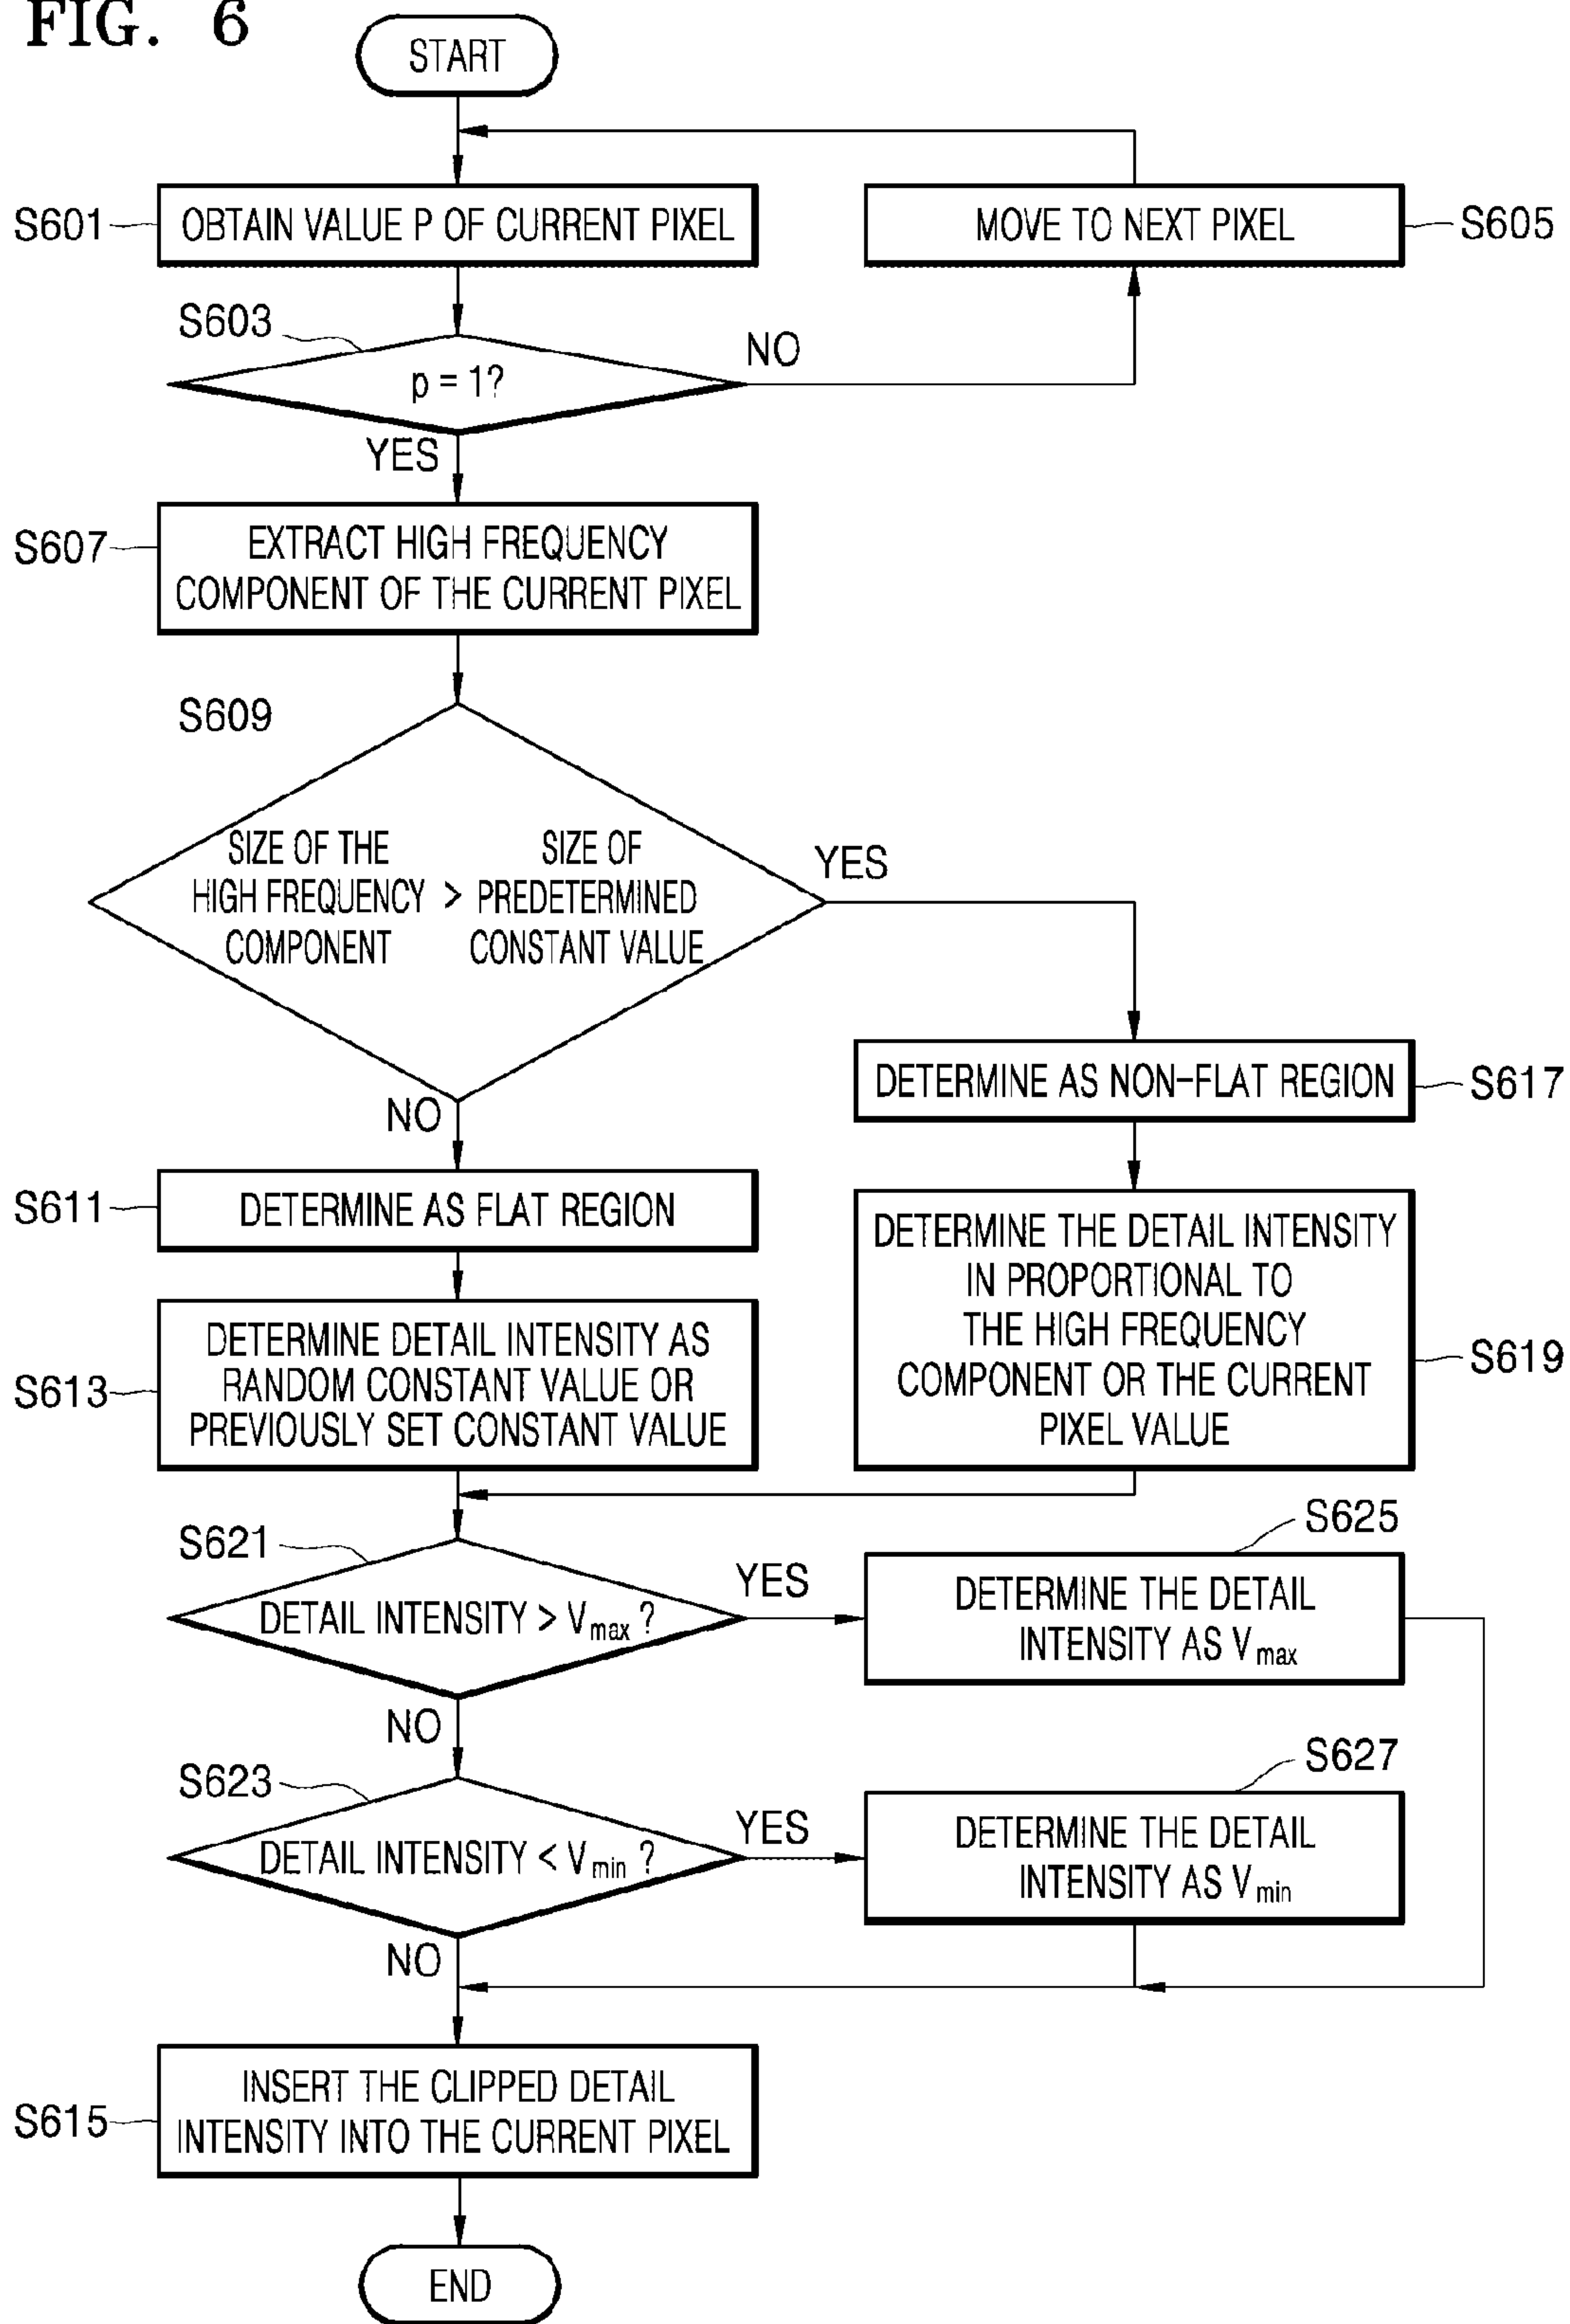 FIG. 6
START
S601
OBTAIN VALUE P OF CURRENT PIXEL
MOVE TO NEXT PIXEL
S605
S603
p = 1?
NO
YES
S607
EXTRACT HIGH FREQUENCY
COMPONENT OF THE CURRENT PIXEL
S609
SIZE OF THE
HIGH FREQUENCY
COMPONENT
>
SIZE OF
PREDETERMINED
CONSTANT VALUE
YES
NO
DETERMINE AS NON-FLAT REGION
S617
S611
DETERMINE AS FLAT REGION
DETERMINE THE DETAIL INTENSITY
IN PROPORTIONAL TO
THE HIGH FREQUENCY
COMPONENT OR THE CURRENT
PIXEL VALUE
S619
S613
DETERMINE DETAIL INTENSITY AS
RANDOM CONSTANT VALUE OR
PREVIOUSLY SET CONSTANT VALUE
S621
DETAIL INTENSITY > Vmax ?
YES
S625
DETERMINE THE DETAIL
INTENSITY AS Vmax
NO
S623
DETAIL INTENSITY < Vmin ?
YES
S627
DETERMINE THE DETAIL
INTENSITY AS Vmin
NO
S615
INSERT THE CLIPPED DETAIL
INTENSITY INTO THE CURRENT PIXEL
END